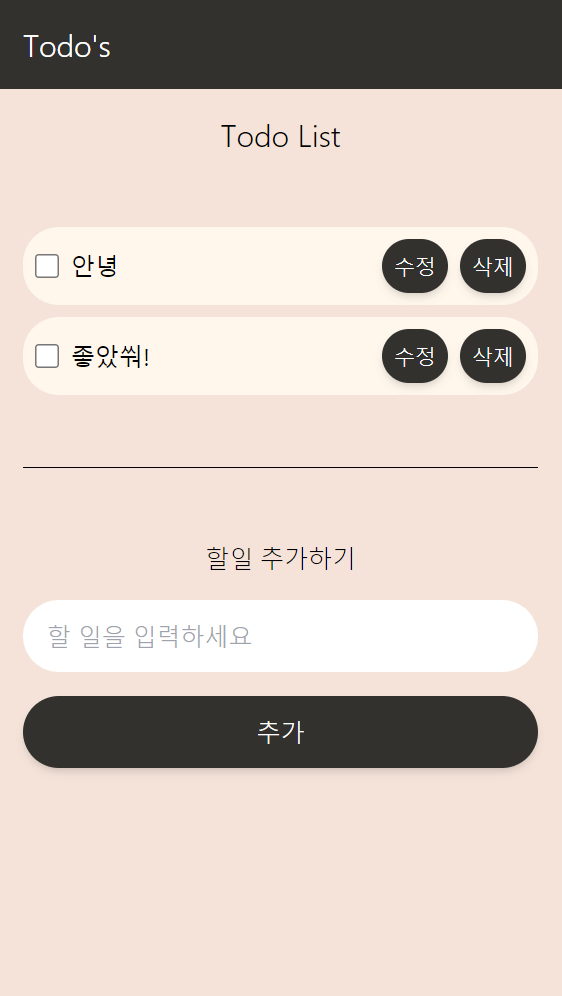 Todo's
Todo List
안녕
수정
삭제
좋았쒀!
수정
삭제
할일 추가하기
할 일을 입력하세요
추가